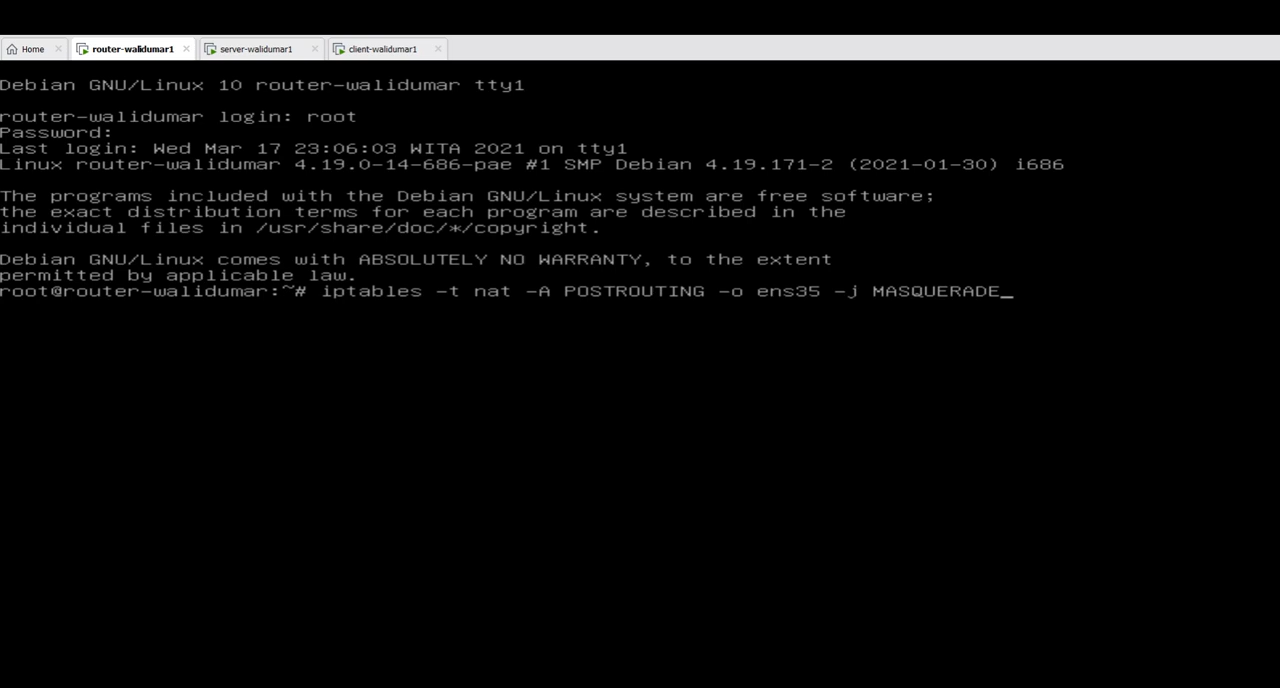 Home router-walidumar1 server-walidumar1 client-walidumar1
Debian GNU/Linux 10 router-walidumar tty1
router-walidumar login: root
Password:
Last login: Wed Mar 17 23:06:03 WITA 2021 on tty1
Linux router-walidumar 4.19.0-14-686-pae #1 SMP Debian 4.19.171-2 (2021-01-30) i686
The programs included with the Debian GNU/Linux system are free software;
the exact distribution terms for each program are described in the
individual files in /usr/share/doc/*/copyright.
Debian GNU/Linux comes with ABSOLUTELY NO WARRANTY, to the extent
permitted by applicable law.
root@router-walidumar:~# iptables -t nat -A POSTROUTING -o ens35 -j MASQUERADE_